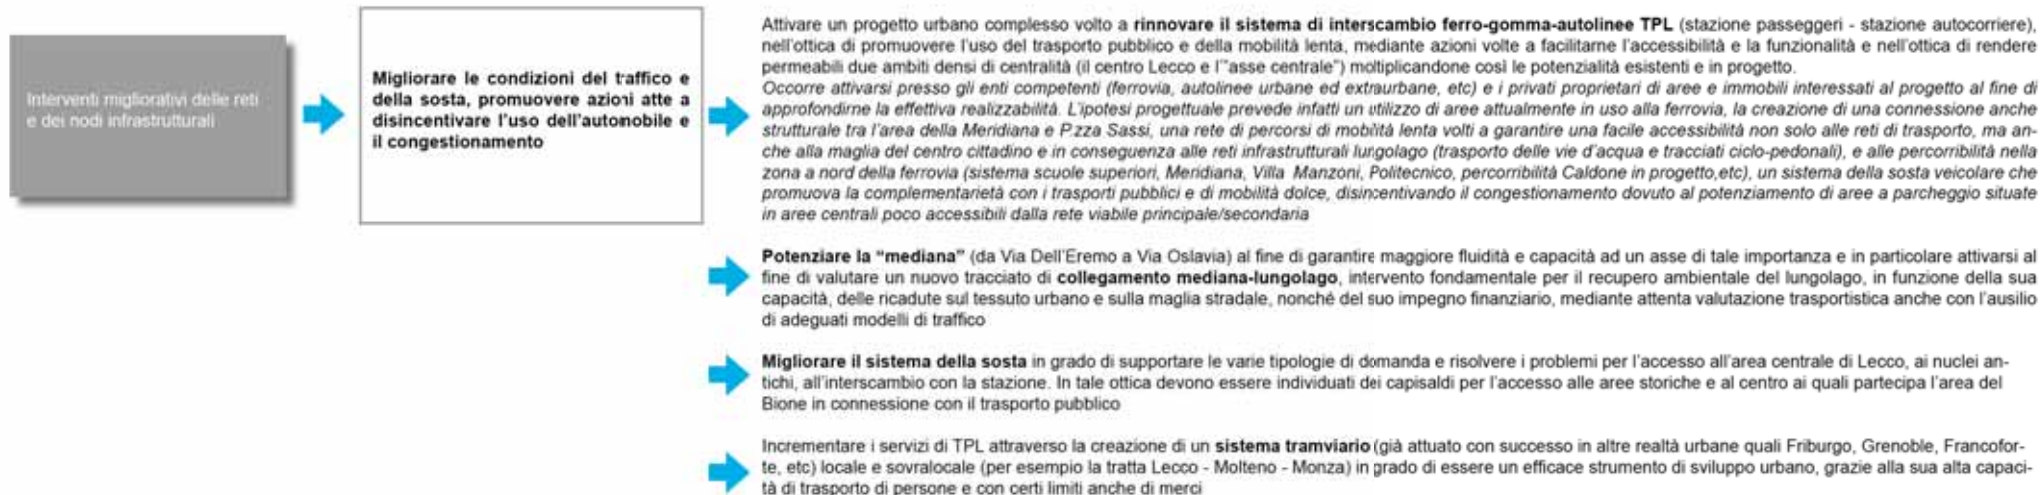 Interventi migliorativi delle reti
e dei nodi infrastrutturali
Migliorare le condizioni del traffico e
della sosta, promuovere azioni atte a
disincentivare l'uso dell'automobile e
il congestionamento
Attivare un progetto urbano complesso volto a rinnovare il sistema di interscambio ferro-gomma-autolinee TPL (stazione passeggeri - stazione autocorriere),
nell'ottica di promuovere l'uso del trasporto pubblico e della mobilità lenta, mediante azioni volte a facilitarne l'accessibilità e la funzionalità e nell'ottica di rendere
permeabili due ambiti densi di centralità (il centro Lecco e l'"asse centrale") moltiplicandone così le potenzialità esistenti e in progetto.
Occorre attivarsi presso gli enti competenti (ferrovia, autolinee urbane ed extraurbane, etc) e i privati proprietari di aree e immobili interessati al progetto al fine di
approfondirne la effettiva realizzabilità. L'ipotesi progettuale prevede infatti un utilizzo di aree attualmente in uso alla ferrovia, la creazione di una connessione anche
strutturale tra l'area della Meridiana e P.zza Sassi, una rete di percorsi di mobilità lenta volti a garantire una facile accessibilità non solo alle reti di trasporto, ma an-
che alla maglia del centro cittadino e in conseguenza alle reti infrastrutturali lungolago (trasporto delle vie d'acqua e tracciati ciclo-pedonali), e alle percorribilità nella
zona a nord della ferrovia (sistema scuole superiori, Meridiana, Villa Manzoni, Politecnico, percorribilità Caldone in progetto,etc), un sistema della sosta veicolare che
promuova la complementarietà con i trasporti pubblici e di mobilità dolce, disincentivando il congestionamento dovuto al potenziamento di aree a parcheggio situate
in aree centrali poco accessibili dalla rete viabile principale/secondaria
Potenziare la "mediana" (da Via Dell'Eremo a Via Oslavia) al fine di garantire maggiore fluidità e capacità ad un asse di tale importanza e in particolare attivarsi al
fine di valutare un nuovo tracciato di collegamento mediana-lungolago, intervento fondamentale per il recupero ambientale del lungolago, in funzione della sua
capacità, delle ricadute sul tessuto urbano e sulla maglia stradale, nonché del suo impegno finanziario, mediante attenta valutazione trasportistica anche con l'ausilio
di adeguati modelli di traffico
Migliorare il sistema della sosta in grado di supportare le varie tipologie di domanda e risolvere i problemi per l'accesso all'area centrale di Lecco, ai nuclei an-
tichi, all'interscambio con la stazione. In tale ottica devono essere individuati dei capisaldi per l'accesso alle aree storiche e al centro ai quali partecipa l'area del
Bione in connessione con il trasporto pubblico
Incrementare i servizi di TPL attraverso la creazione di un sistema tramviario (già attuato con successo in altre realtà urbane quali Friburgo, Grenoble, Francofor-
te, etc) locale e sovralocale (per esempio la tratta Lecco - Molteno - Monza) in grado di essere un efficace strumento di sviluppo urbano, grazie alla sua alta capaci-
tà di trasporto di persone e con certi limiti anche di merci